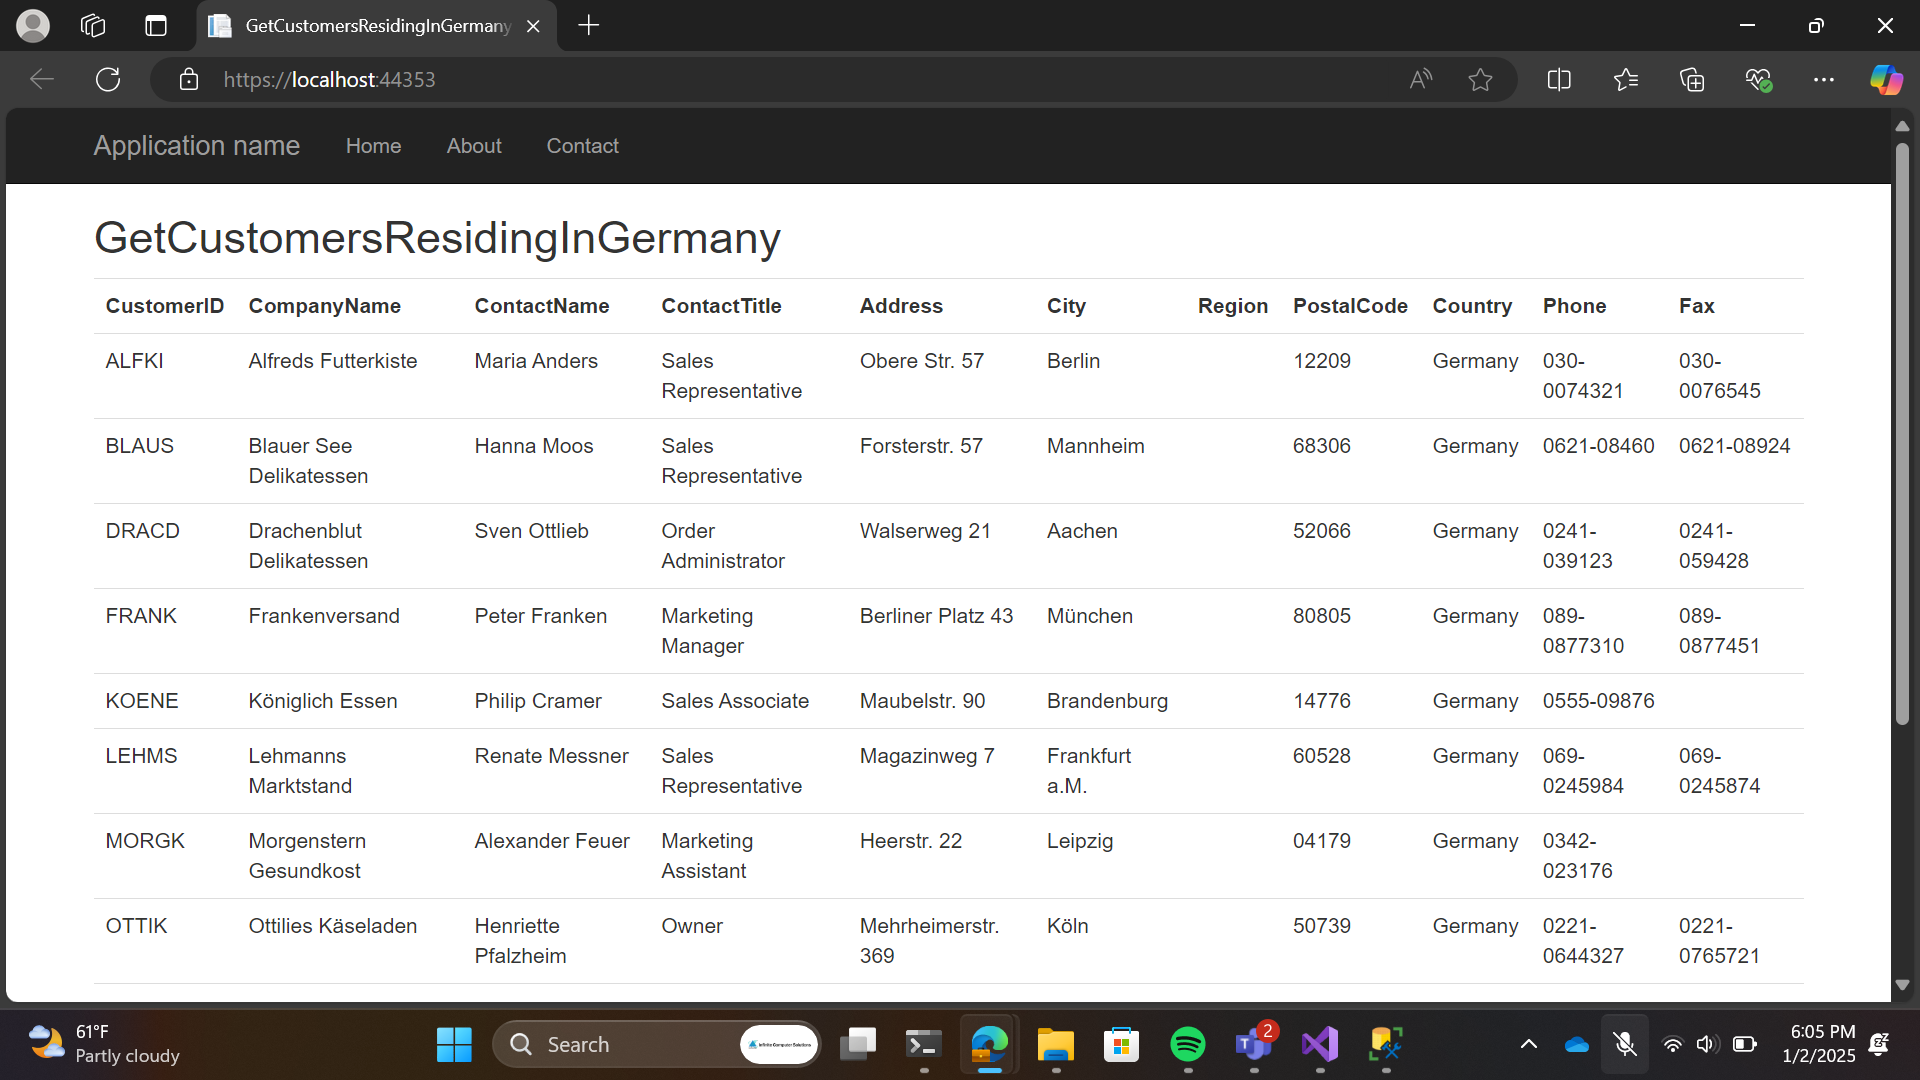 GetCustomersResidingInGermany
https://localhost:44353
Application name Home About Contact
GetCustomersResidingInGermany
CustomerID CompanyName ContactName ContactTitle Address City Region PostalCode Country Phone Fax
ALFKI Alfreds Futterkiste Maria Anders Sales Obere Str. 57 Berlin 12209 Germany 030- 030-
Representative 0074321 0076545
BLAUS Blauer See Hanna Moos Sales Forsterstr. 57 Mannheim 68306 Germany 0621-08460 0621-08924
Delikatessen Representative
DRACD Drachenblut Sven Ottlieb Order Walserweg 21 Aachen 52066 Germany 0241- 0241-
Delikatessen Administrator 039123 059428
FRANK Frankenversand Peter Franken Marketing Berliner Platz 43 München 80805 Germany 089- 089-
Manager 0877310 0877451
KOENE Königlich Essen Philip Cramer Sales Associate Maubelstr. 90 Brandenburg 14776 Germany 0555-09876
LEHMS Lehmanns Renate Messner Sales Magazinweg 7 Frankfurt 60528 Germany 069- 069-
Marktstand Representative a.M. 0245984 0245874
MORGK Morgenstern Alexander Feuer Marketing Heerstr. 22 Leipzig 04179 Germany 0342-
Gesundkost Assistant 023176
OTTIK Ottilies Käseladen Henriette Owner Mehrheimerstr. Köln 50739 Germany 0221- 0221-
Pfalzheim 369 0644327 0765721
61°F
Partly cloudy
Search
Infinite Computer Solutions
2
6:05 PM
1/2/2025